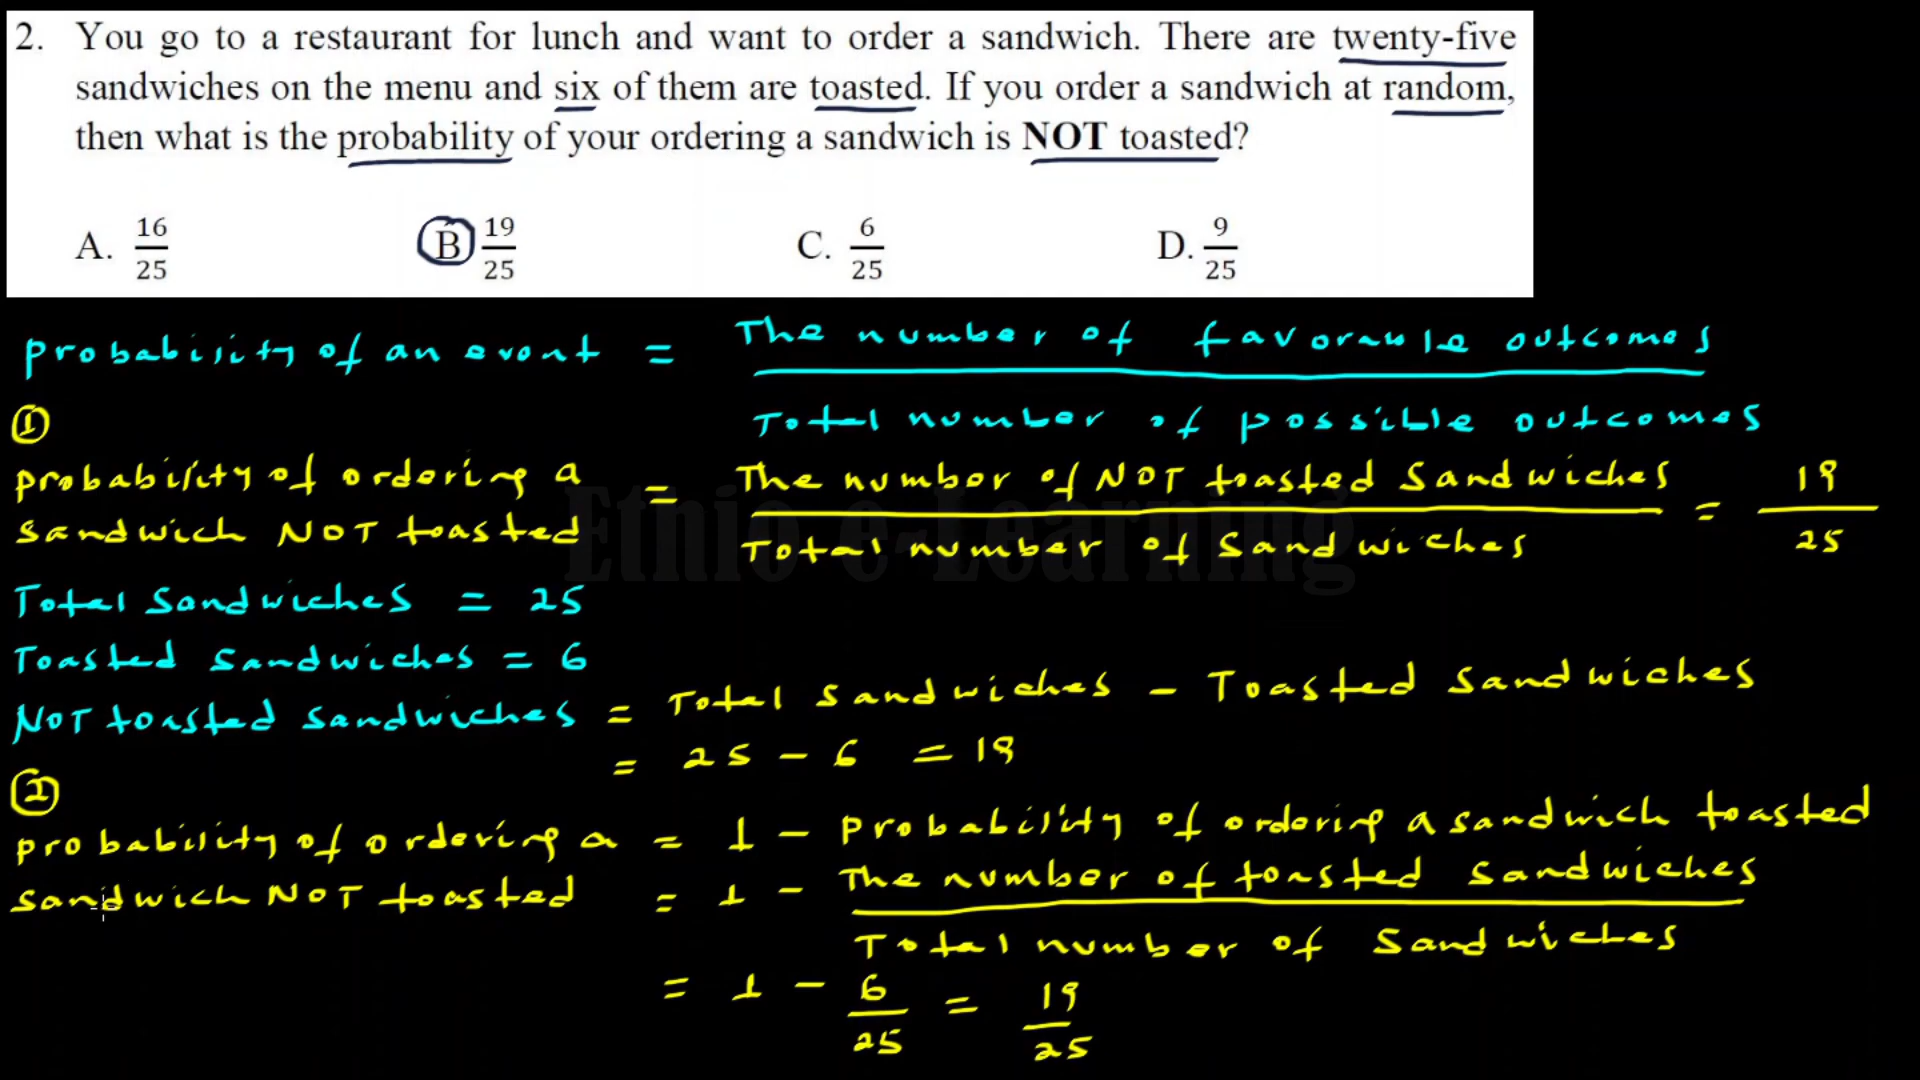 2. You go to a restaurant for lunch and want to order a sandwich. There are twenty-five
sandwiches on the menu and six of them are toasted. If you order a sandwich at random,
then what is the probability of your ordering a sandwich is NOT toasted?
A. 16/25 B 19/25 C. 6/25 D. 9/25
Probability of an event = The number of favorable outcomes / Total number of possible outcomes
①
Probability of ordering a sandwich NOT toasted = The number of NOT toasted Sandwiches / Total number of Sandwiches = 19/25
Ethio e-Learning
Total Sandwiches = 25
Toasted Sandwiches = 6
NOT toasted sandwiches = Total sandwiches - Toasted Sandwiches
= 25 - 6 = 19
②
probability of ordering a sandwich NOT toasted = 1 - Probability of ordering a sandwich toasted
= 1 - The number of toasted Sandwiches / Total number of Sandwiches
= 1 - 6/25 = 19/25